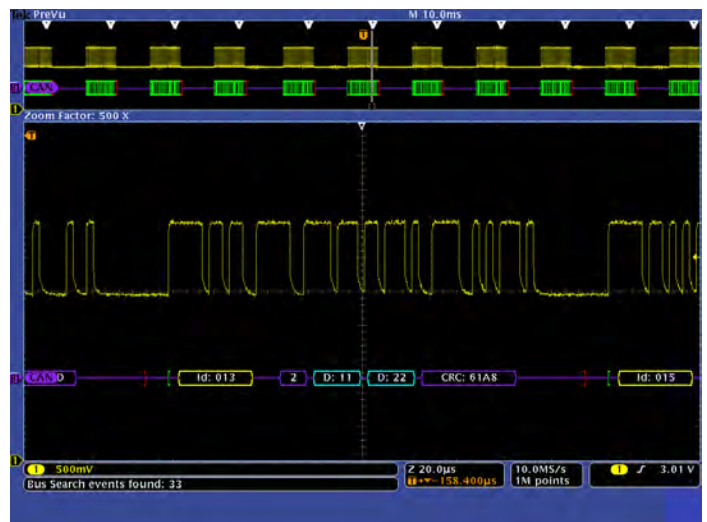 Tek PreVu M 10.0ms
CAN
Zoom Factor: 500 X
CAN D Id: 013 2 D: 11 D: 22 CRC: 61A8 Id: 015
1 500mV Z 20.0µs 10.0MS/s 1 3.01 V
-158.400µs 1M points
Bus Search events found: 33